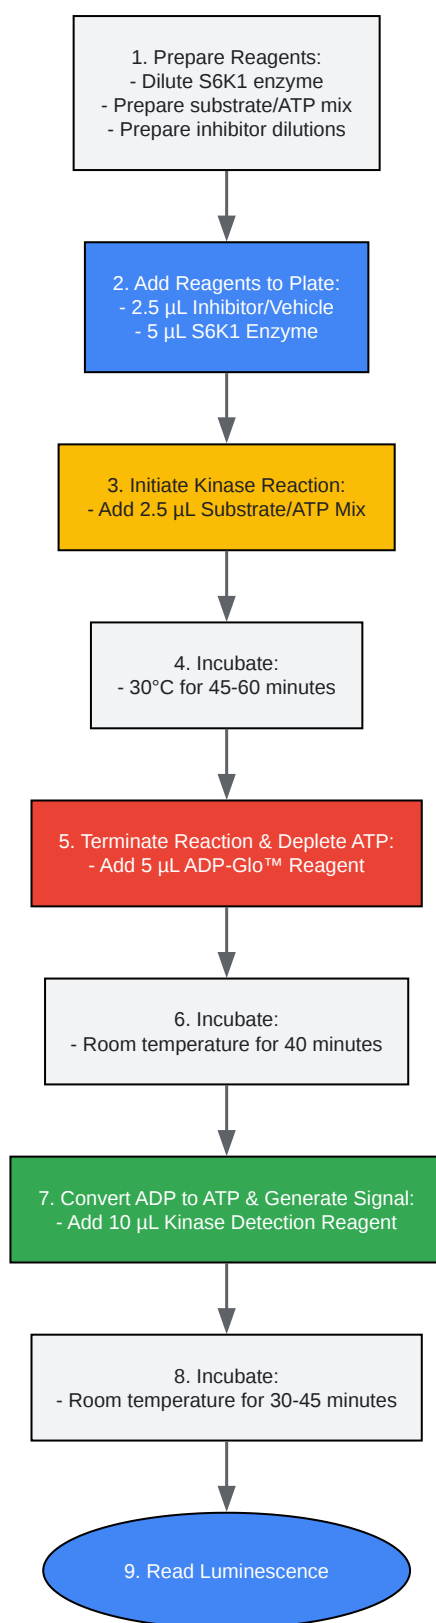 1. Prepare Reagents:
- Dilute S6K1 enzyme
- Prepare substrate/ATP mix
- Prepare inhibitor dilutions
2. Add Reagents to Plate:
- 2.5 µL Inhibitor/Vehicle
- 5 µL S6K1 Enzyme
3. Initiate Kinase Reaction:
- Add 2.5 µL Substrate/ATP Mix
4. Incubate:
- 30°C for 45-60 minutes
5. Terminate Reaction & Deplete ATP:
- Add 5 µL ADP-Glo™ Reagent
6. Incubate:
- Room temperature for 40 minutes
7. Convert ADP to ATP & Generate Signal:
- Add 10 µL Kinase Detection Reagent
8. Incubate:
- Room temperature for 30-45 minutes
9. Read Luminescence